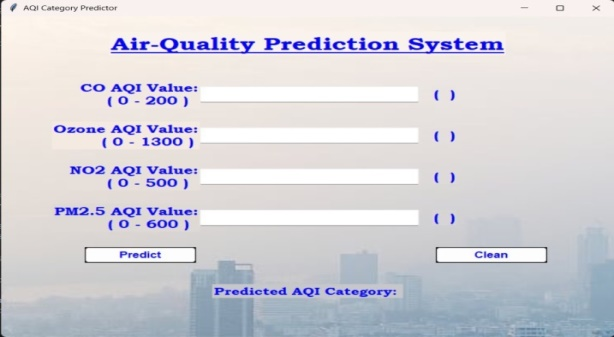 AQI Category Predictor
Air-Quality Prediction System
CO AQI Value:
( 0 - 200 )
( )
Ozone AQI Value:
( 0 - 1300 )
( )
NO2 AQI Value:
( 0 - 500 )
( )
PM2.5 AQI Value:
( 0 - 600 )
( )
Predict
Clean
Predicted AQI Category: